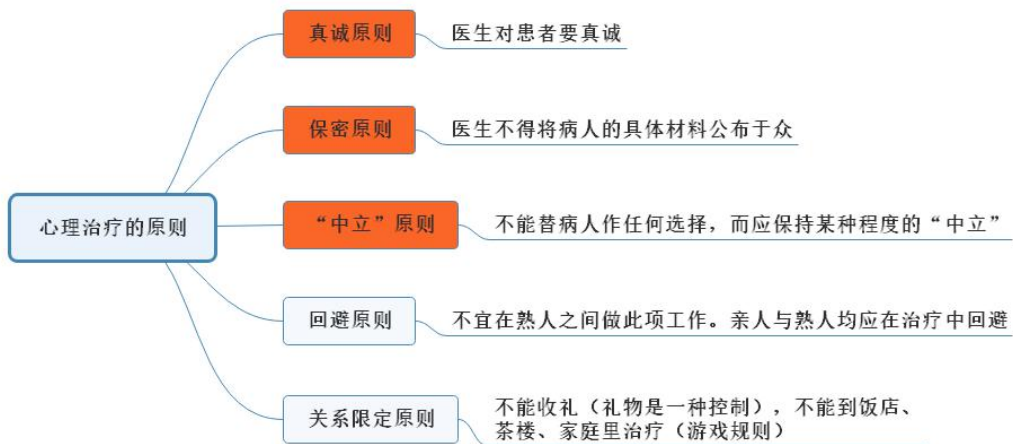 真诚原则
医生对患者要真诚
保密原则
医生不得将病人的具体材料公布于众
心理治疗的原则
“中立”原则
不能替病人作任何选择，而应保持某种程度的“中立”
回避原则
不宜在熟人之间做此项工作。亲人与熟人均应在治疗中回避
关系限定原则
不能收礼（礼物是一种控制），不能到饭店、
茶楼、家庭里治疗（游戏规则）